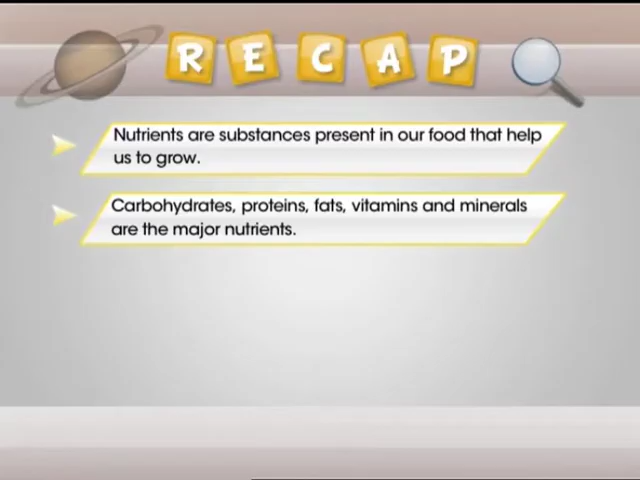 RECAP
Nutrients are substances present in our food that help
us to grow.
Carbohydrates, proteins, fats, vitamins and minerals
are the major nutrients.